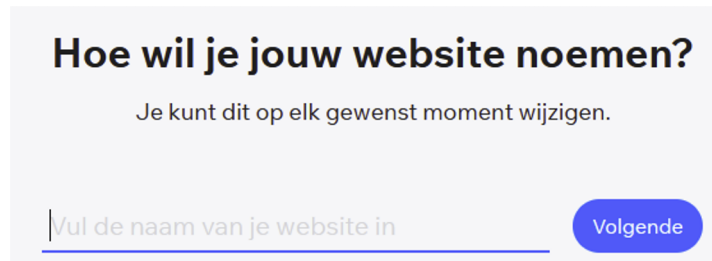 Hoe wil je jouw website noemen?
Je kunt dit op elk gewenst moment wijzigen.
Vul de naam van je website in
Volgende